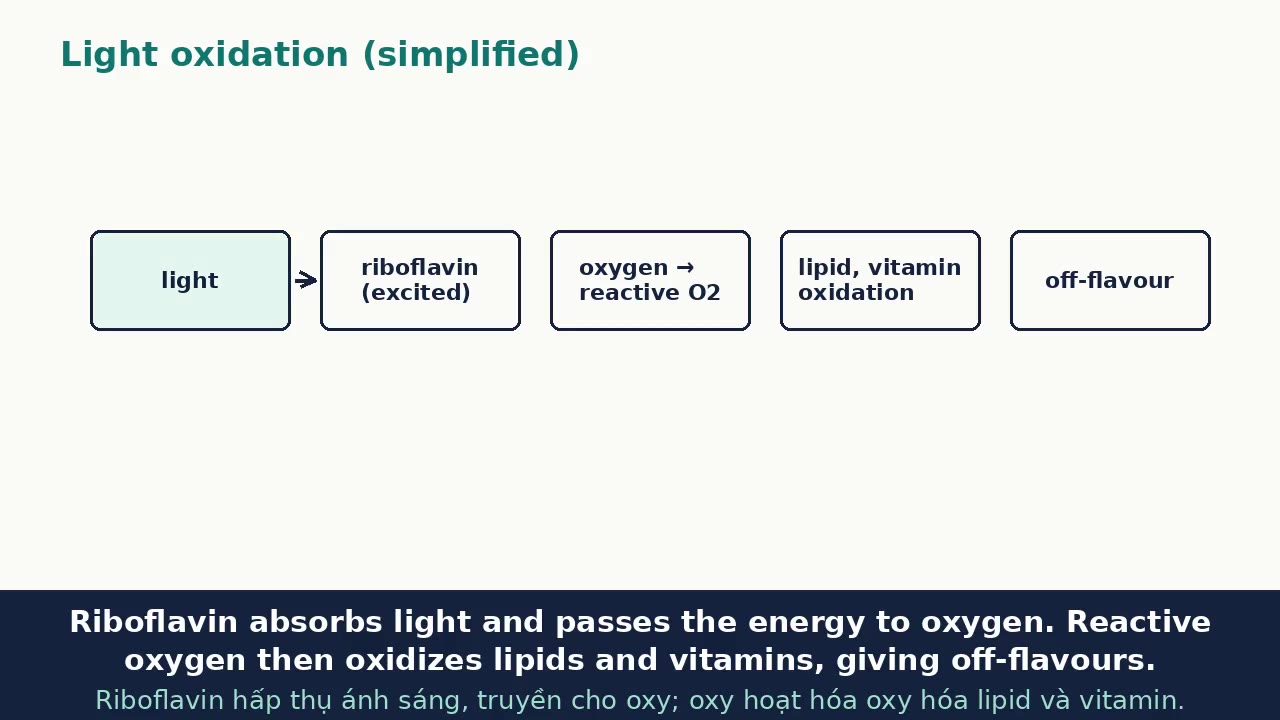 Light oxidation (simplified)
light
riboflavin
(excited)
oxygen →
reactive O2
lipid, vitamin
oxidation
off-flavour
Riboflavin absorbs light and passes the energy to oxygen. Reactive
oxygen then oxidizes lipids and vitamins, giving off-flavours.
Riboflavin hấp thụ ánh sáng, truyền cho oxy; oxy hoạt hóa oxy hóa lipid và vitamin.